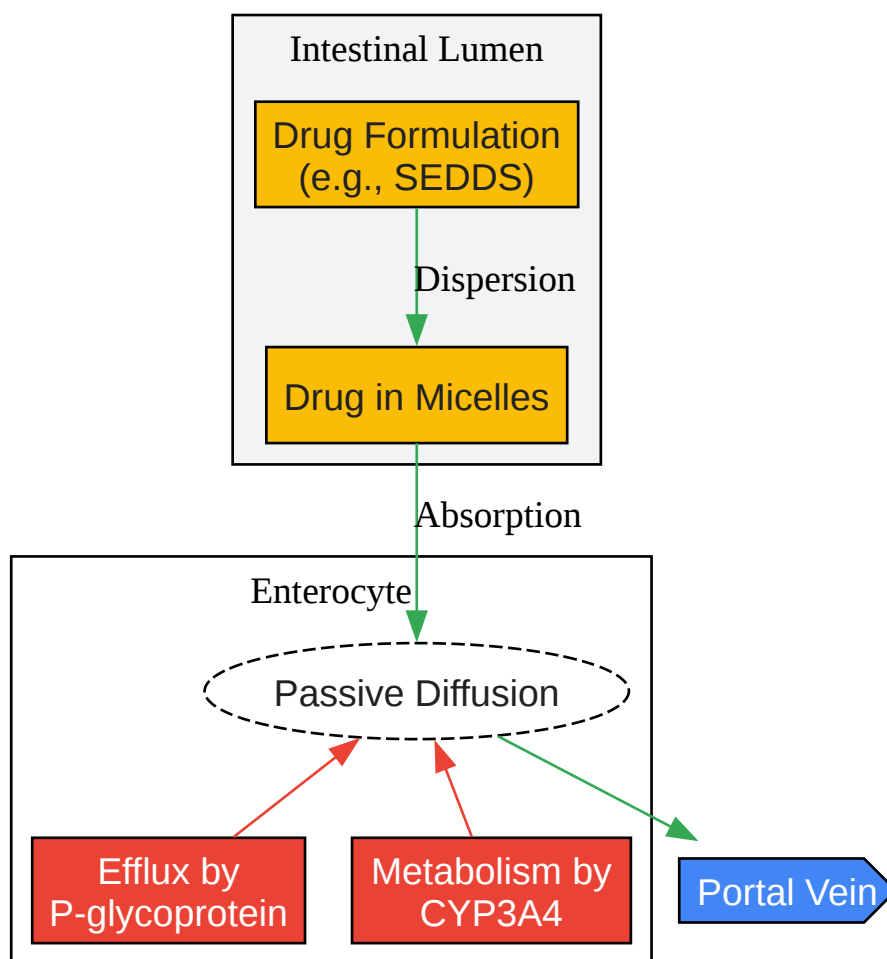 Intestinal Lumen
Drug Formulation
(e.g., SEDDS)
Dispersion
Drug in Micelles
Absorption
Enterocyte
Passive Diffusion
Efflux by
P-glycoprotein
Metabolism by
CYP3A4
Portal Vein